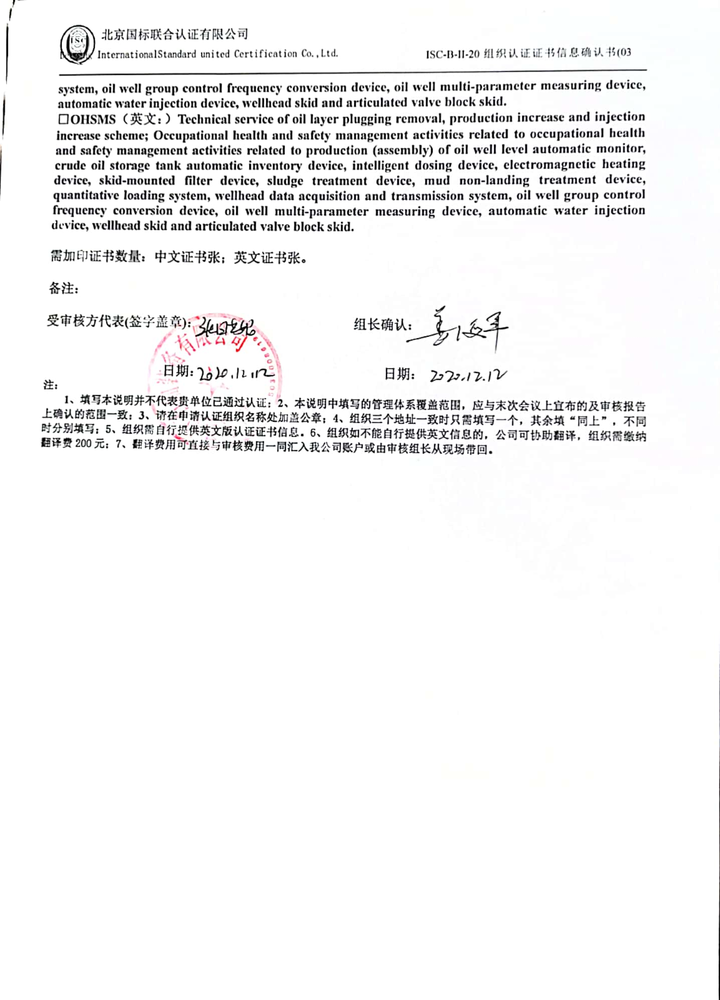 ISC
北京国标联合认证有限公司
InternationalStandard united Certification Co.,Ltd.
ISC-B-II-20 组织认证证书信息确认书(03
system, oil well group control frequency conversion device, oil well multi-parameter measuring device,
automatic water injection device, wellhead skid and articulated valve block skid.
□OHSMS（英文：）Technical service of oil layer plugging removal, production increase and injection
increase scheme; Occupational health and safety management activities related to occupational health
and safety management activities related to production (assembly) of oil well level automatic monitor,
crude oil storage tank automatic inventory device, intelligent dosing device, electromagnetic heating
device, skid-mounted filter device, sludge treatment device, mud non-landing treatment device,
quantitative loading system, wellhead data acquisition and transmission system, oil well group control
frequency conversion device, oil well multi-parameter measuring device, automatic water injection
device, wellhead skid and articulated valve block skid.
需加印证书数量：中文证书张；英文证书张。
备注：
受审核方代表(签字盖章)：
组长确认：
有限公司
日期：2020.12.12
日期： 2020.12.12
注：
1、填写本说明并不代表贵单位已通过认证；2、本说明中填写的管理体系覆盖范围，应与末次会议上宣布的及审核报告
上确认的范围一致；3、请在申请认证组织名称处加盖公章；4、组织三个地址一致时只需填写一个，其余填“同上”，不同
时分别填写；5、组织需自行提供英文版认证证书信息。6、组织如不能自行提供英文信息的，公司可协助翻译，组织需缴纳
翻译费 200 元；7、翻译费用可直接与审核费用一同汇入我公司账户或由审核组长从现场带回。